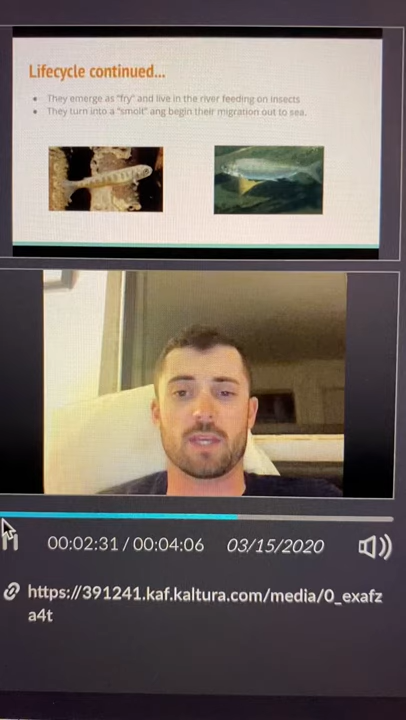 Lifecycle continued...
They emerge as "fry" and live in the river feeding on insects
They turn into a "smolt" ang begin their migration out to sea.
00:02:31 / 00:04:06 03/15/2020
https://391241.kaf.kaltura.com/media/0_exafz
a4t